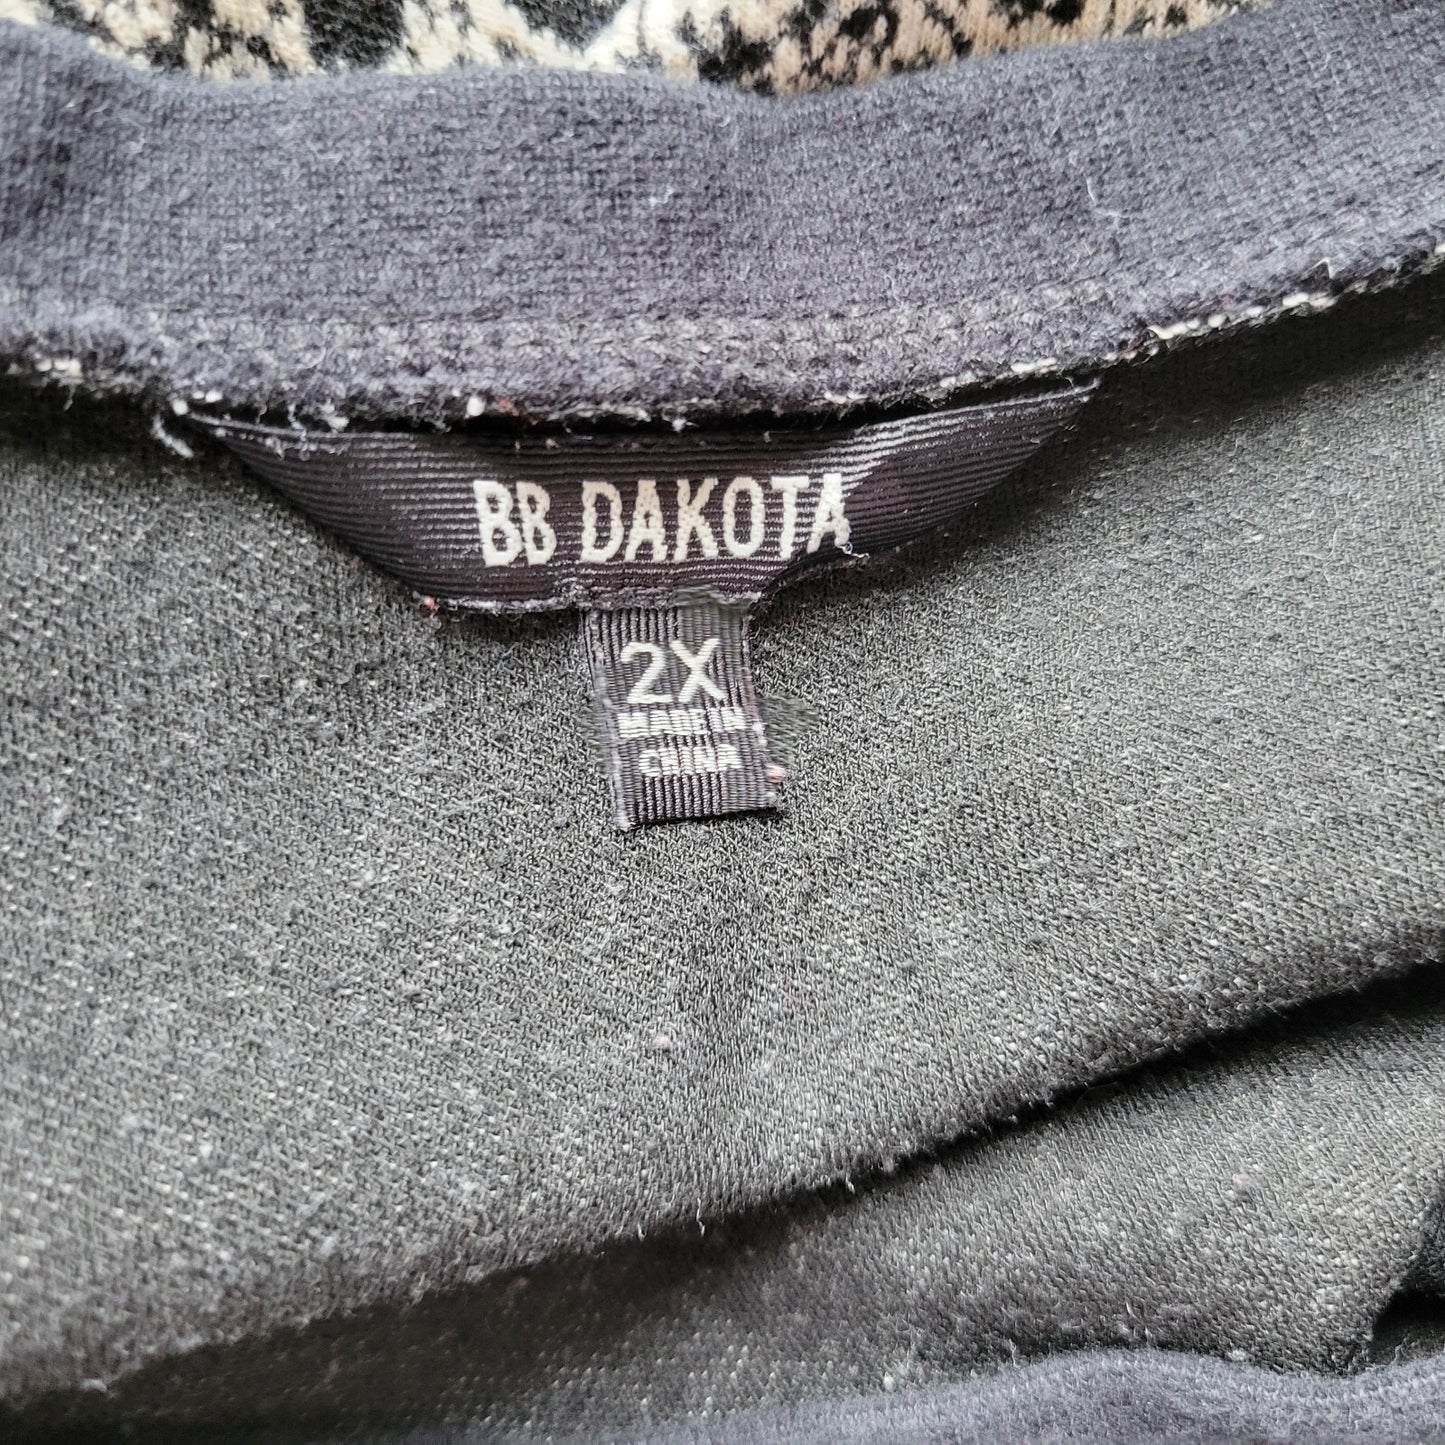 BB DAKOTA
2X
MADE IN
CHINA